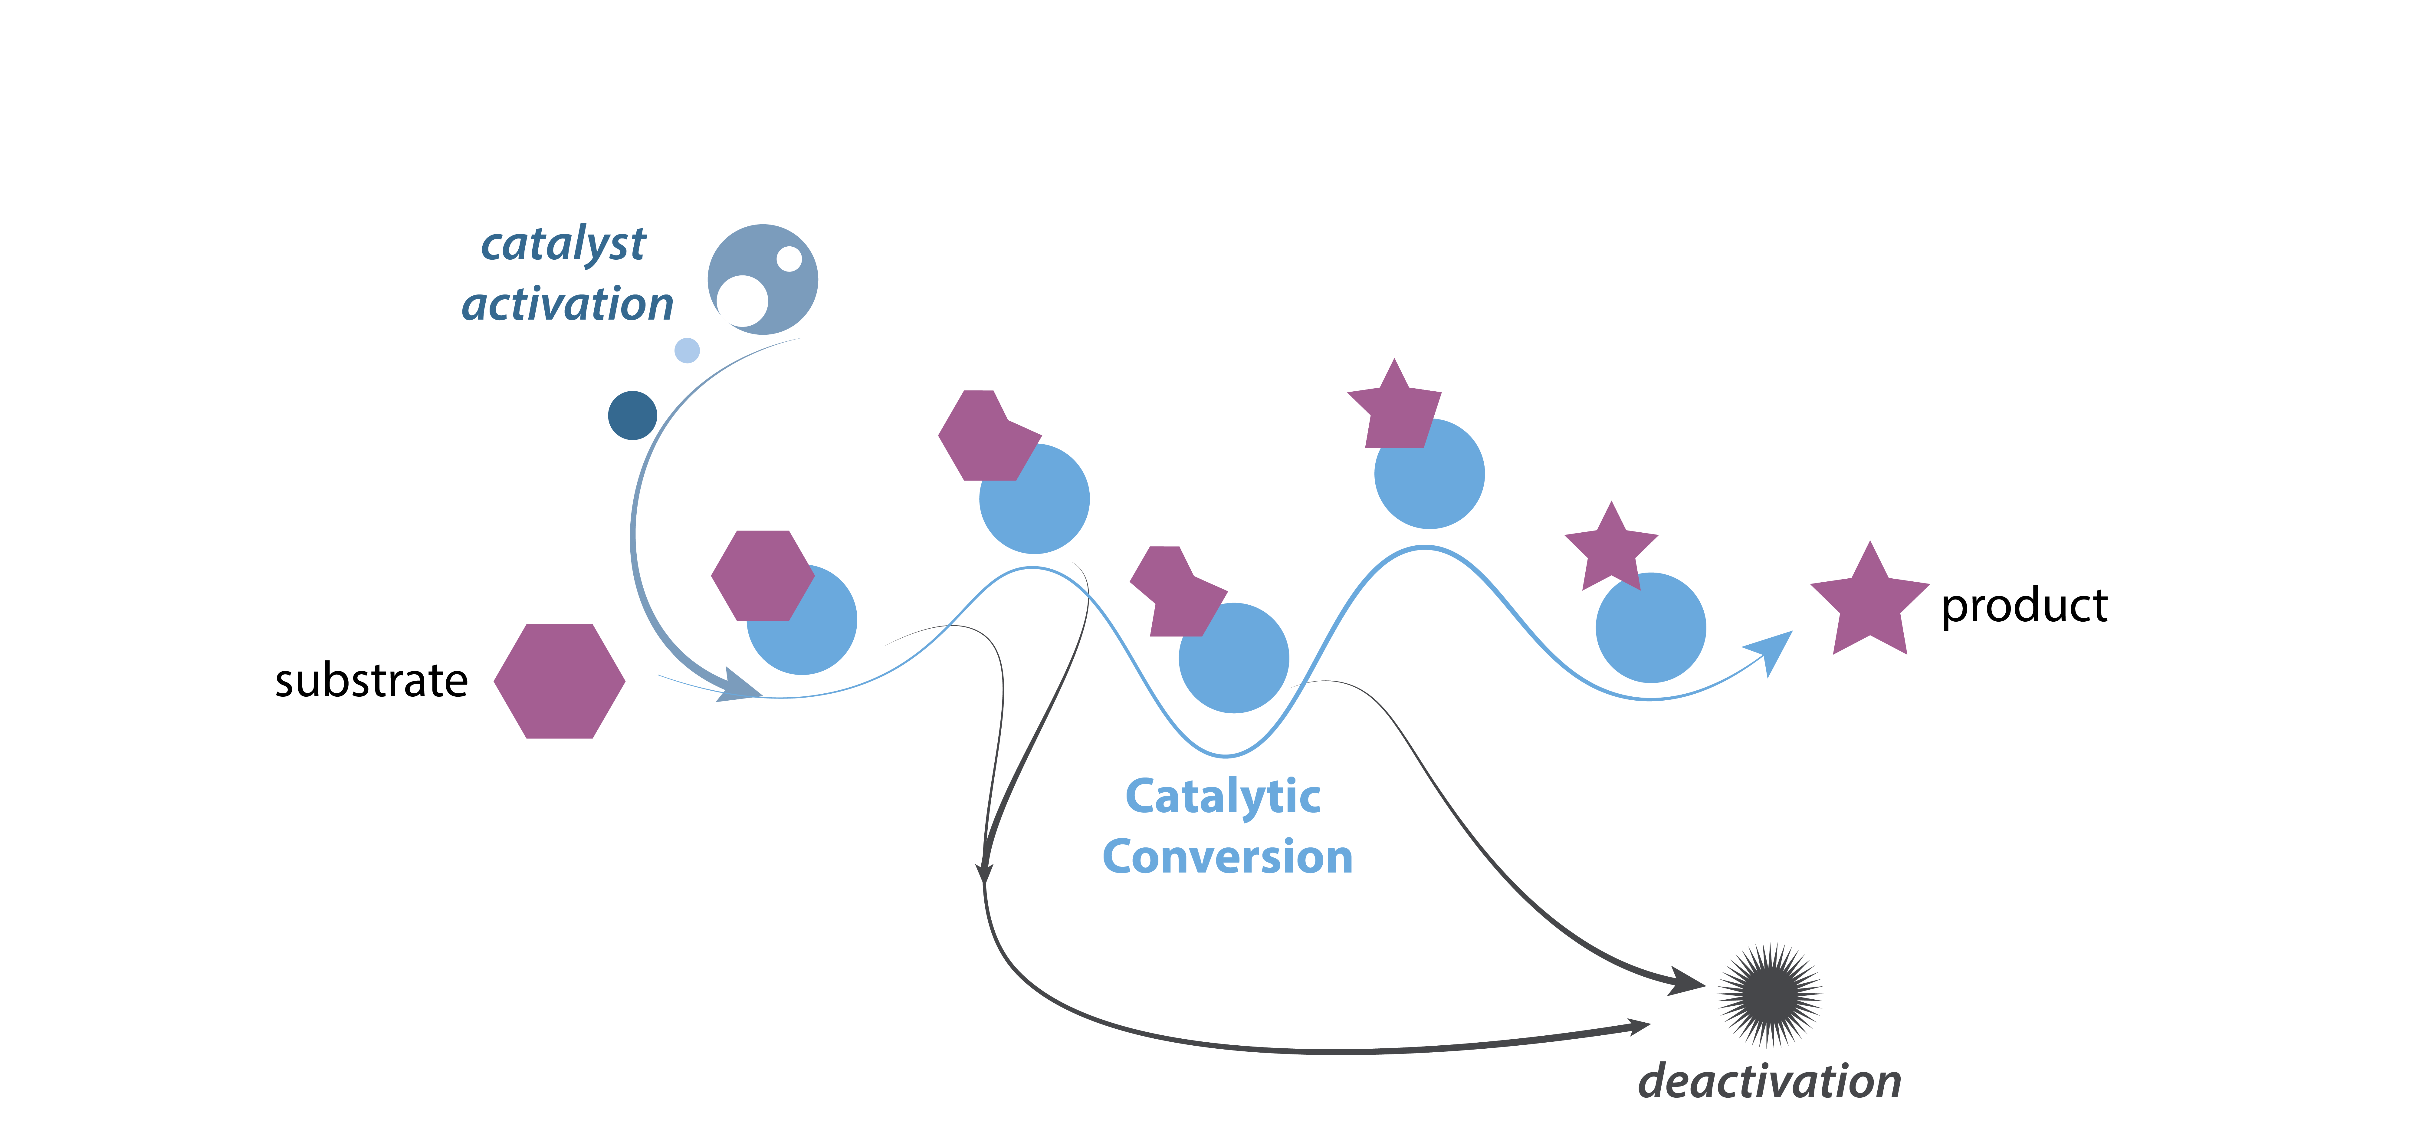 catalyst
activation
substrate
product
Catalytic
Conversion
deactivation